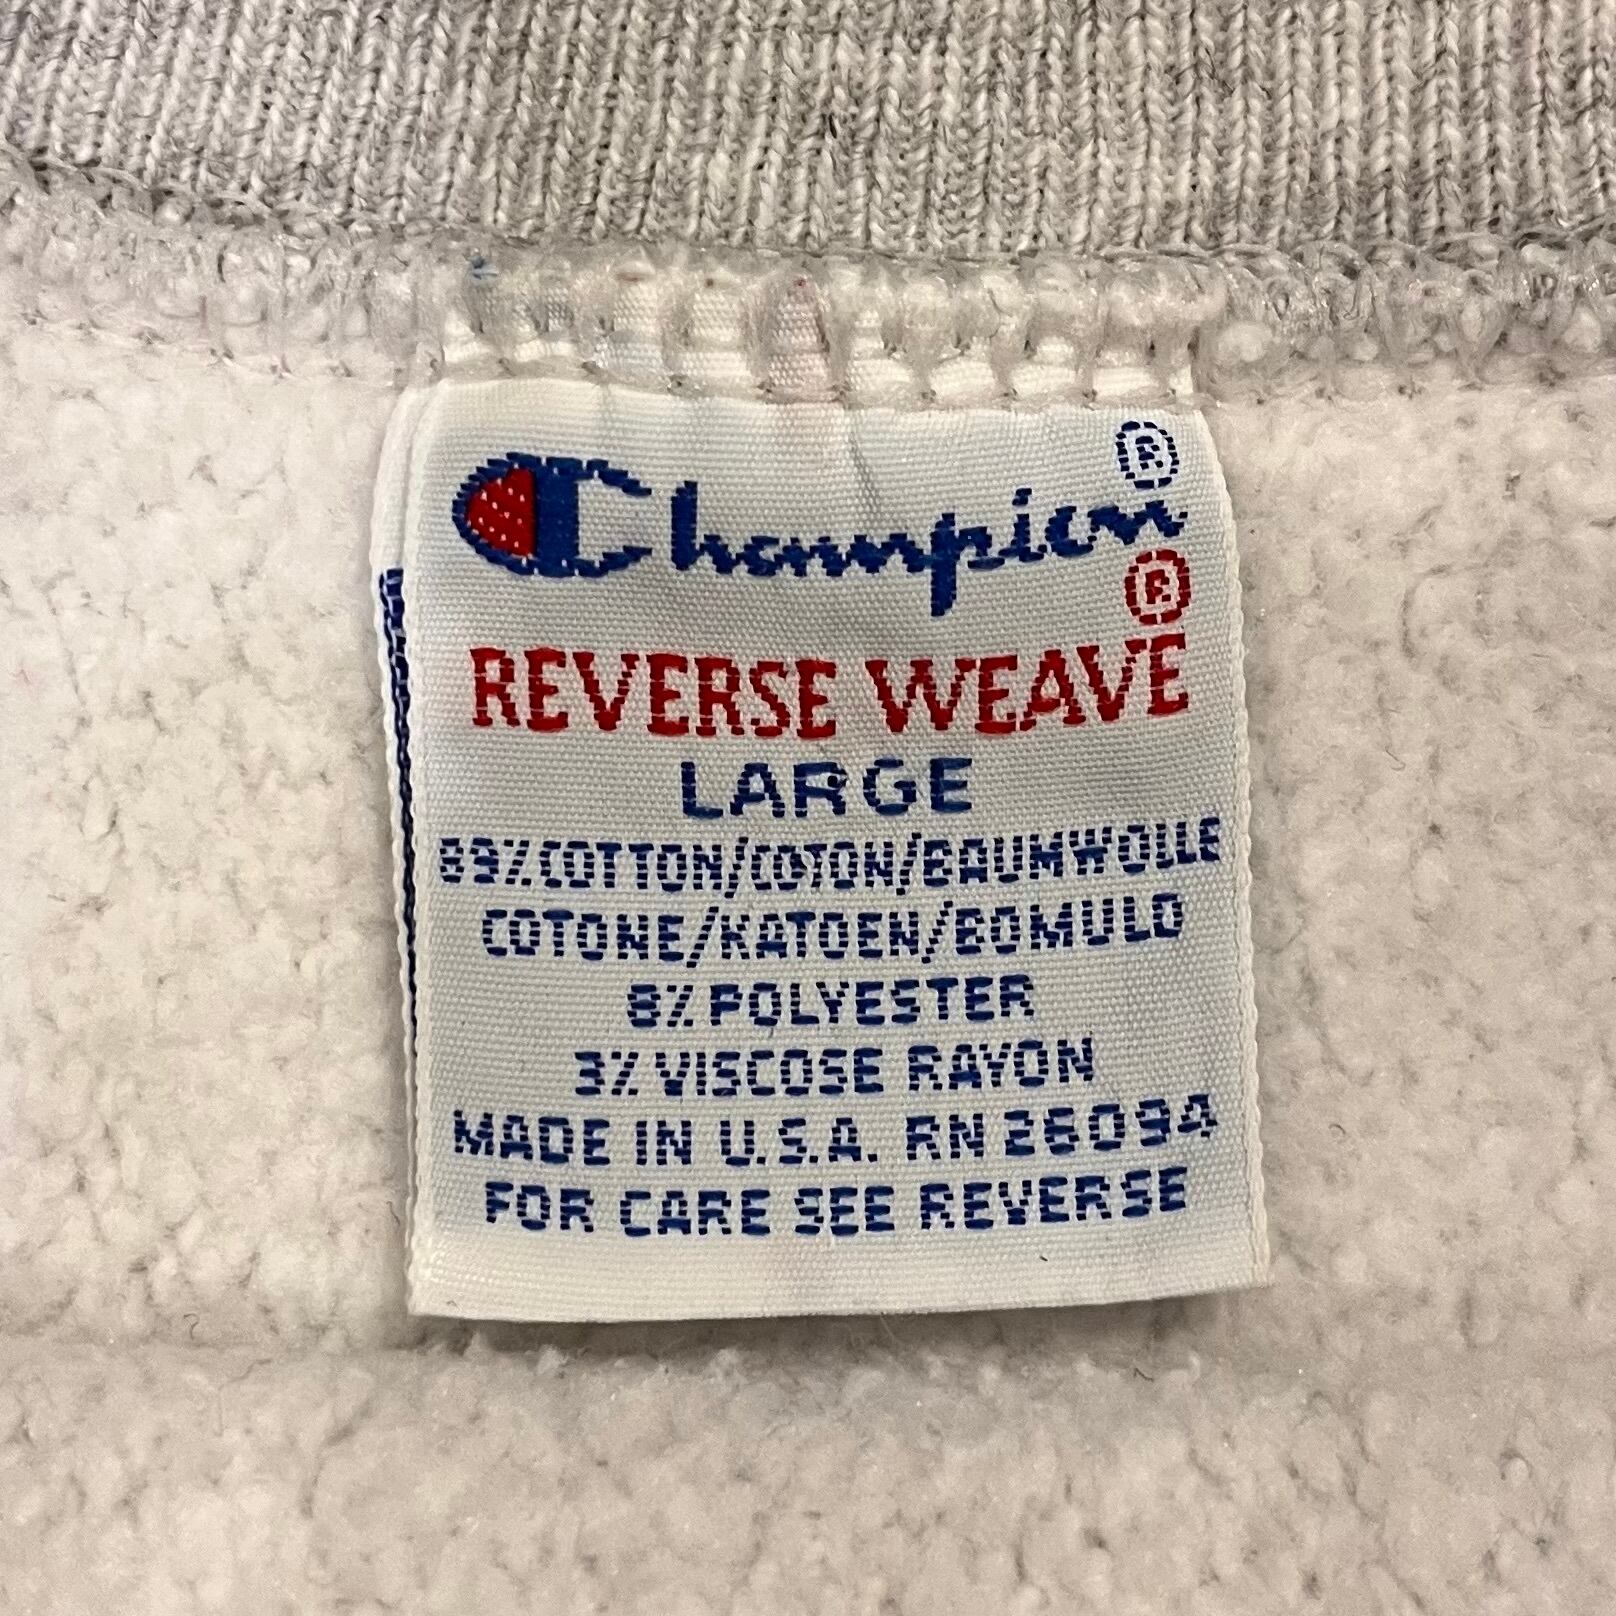 Champion®
REVERSE WEAVE®
LARGE
89% COTTON/COTON/BAUMWOLLE
COTONE/KATOEN/BOMULD
8% POLYESTER
3% VISCOSE RAYON
MADE IN U.S.A. RN 26094
FOR CARE SEE REVERSE